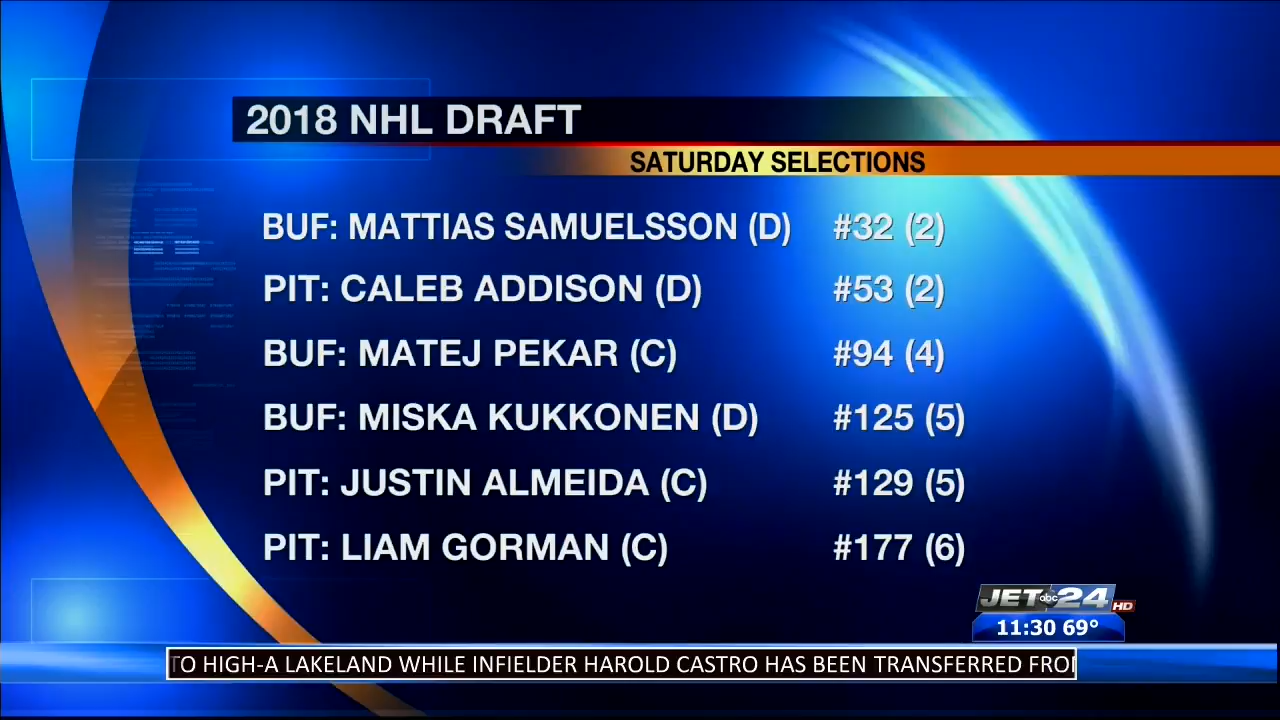 2018 NHL DRAFT
SATURDAY SELECTIONS
BUF: MATTIAS SAMUELSSON (D) #32 (2)
PIT: CALEB ADDISON (D) #53 (2)
BUF: MATEJ PEKAR (C) #94 (4)
BUF: MISKA KUKKONEN (D) #125 (5)
PIT: JUSTIN ALMEIDA (C) #129 (5)
PIT: LIAM GORMAN (C) #177 (6)
JET abc 24 HD
11:30 69°
TO HIGH-A LAKELAND WHILE INFIELDER HAROLD CASTRO HAS BEEN TRANSFERRED